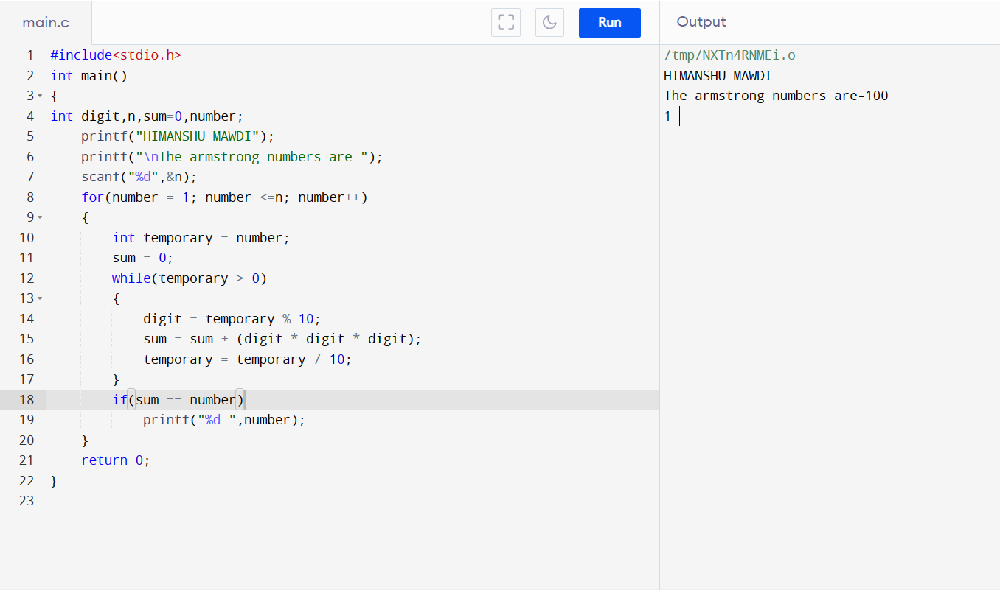 main.c
Run
Output
1 #include<stdio.h>
2 int main()
3 {
4 int digit,n,sum=0,number;
5     printf("HIMANSHU MAWDI");
6     printf("\nThe armstrong numbers are-");
7     scanf("%d",&n);
8     for(number = 1; number <=n; number++)
9     {
10         int temporary = number;
11         sum = 0;
12         while(temporary > 0)
13         {
14             digit = temporary % 10;
15             sum = sum + (digit * digit * digit);
16             temporary = temporary / 10;
17         }
18         if(sum == number)
19             printf("%d ",number);
20     }
21     return 0;
22 }
23
/tmp/NXTn4RNMEi.o
HIMANSHU MAWDI
The armstrong numbers are-100
1